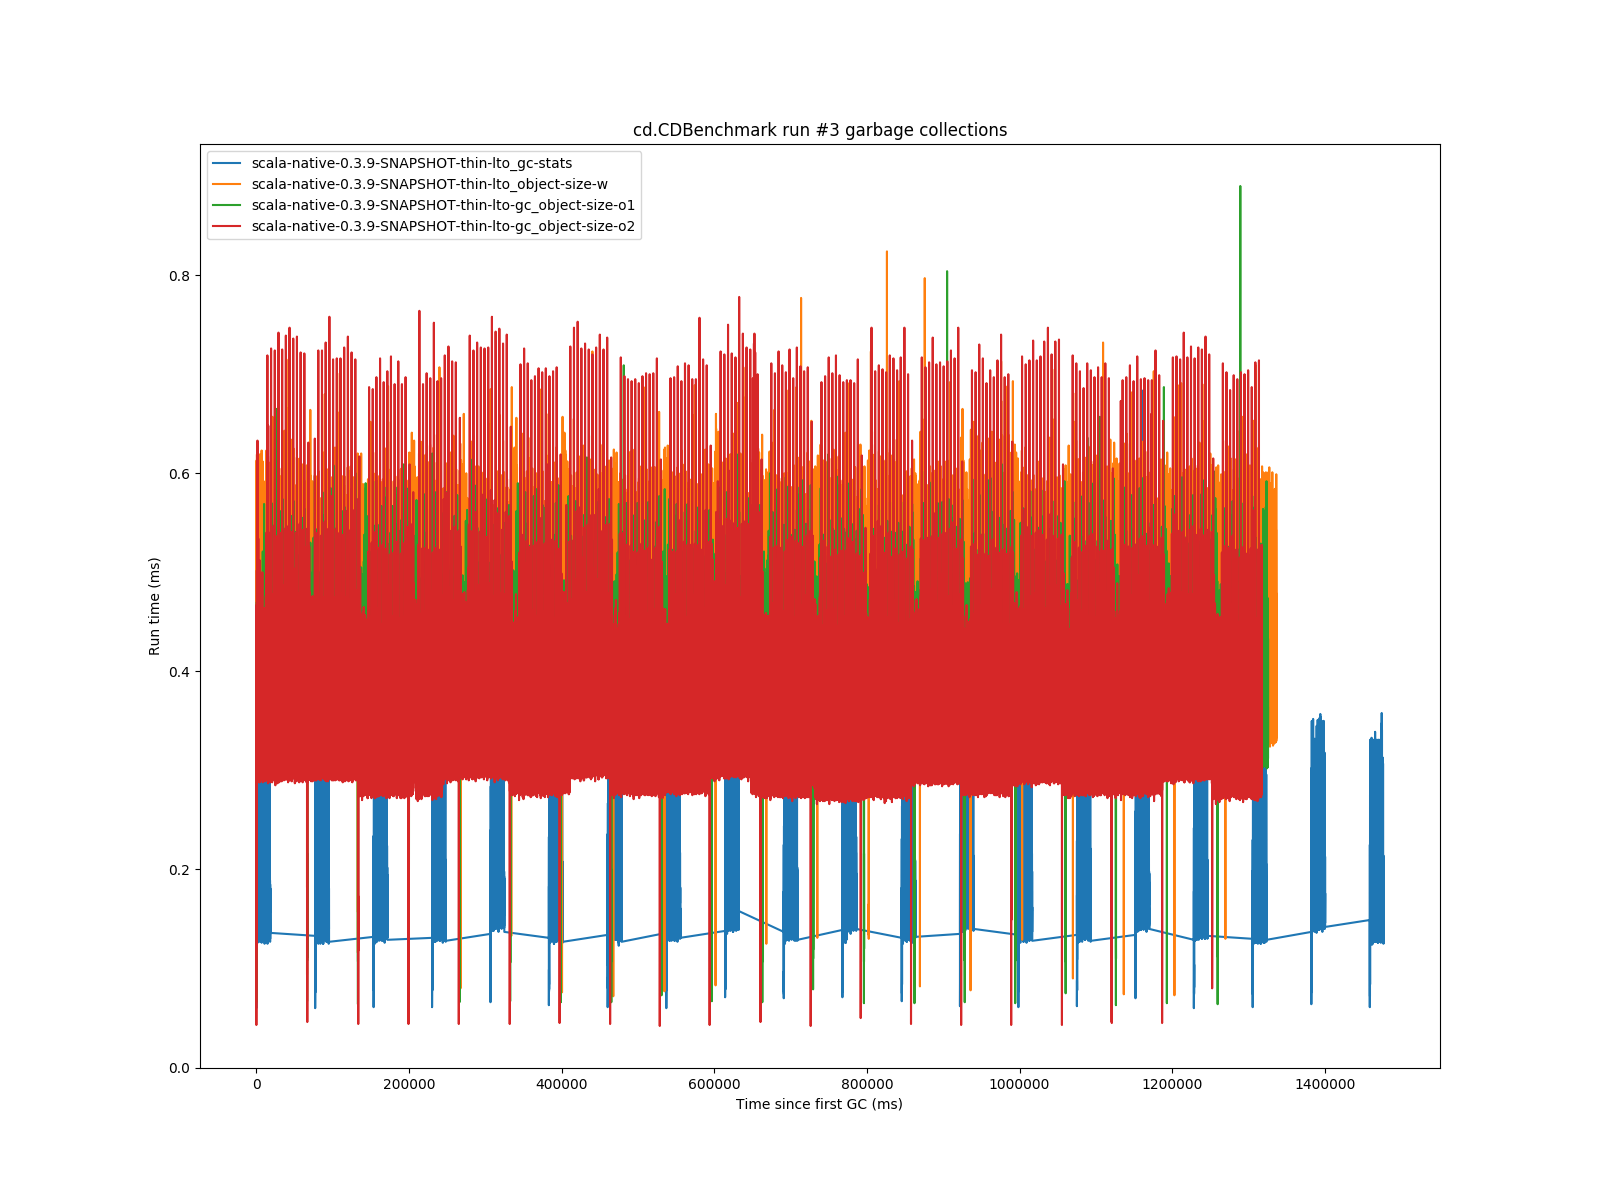 cd.CDBenchmark run #3 garbage collections
scala-native-0.3.9-SNAPSHOT-thin-lto_gc-stats
scala-native-0.3.9-SNAPSHOT-thin-lto_object-size-w
scala-native-0.3.9-SNAPSHOT-thin-lto-gc_object-size-o1
scala-native-0.3.9-SNAPSHOT-thin-lto-gc_object-size-o2
0.8
0.6
0.4
0.2
0.0
Run time (ms)
0 200000 400000 600000 800000 1000000 1200000 1400000
Time since first GC (ms)